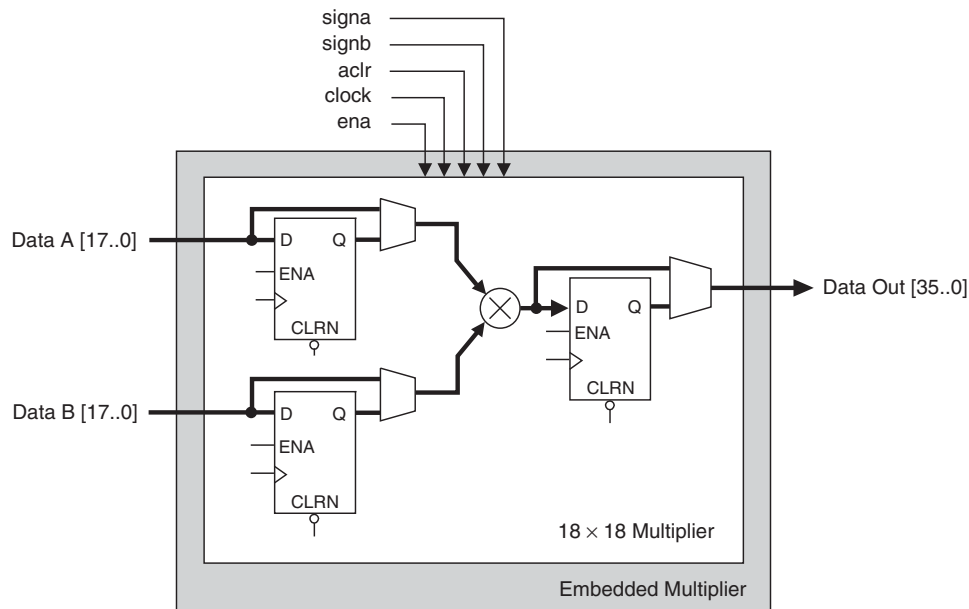 signa
signb
aclr
clock
ena
Data A [17..0]
D Q
ENA
CLRN
Data B [17..0]
D Q
ENA
CLRN
D Q
ENA
CLRN
Data Out [35..0]
18 × 18 Multiplier
Embedded Multiplier